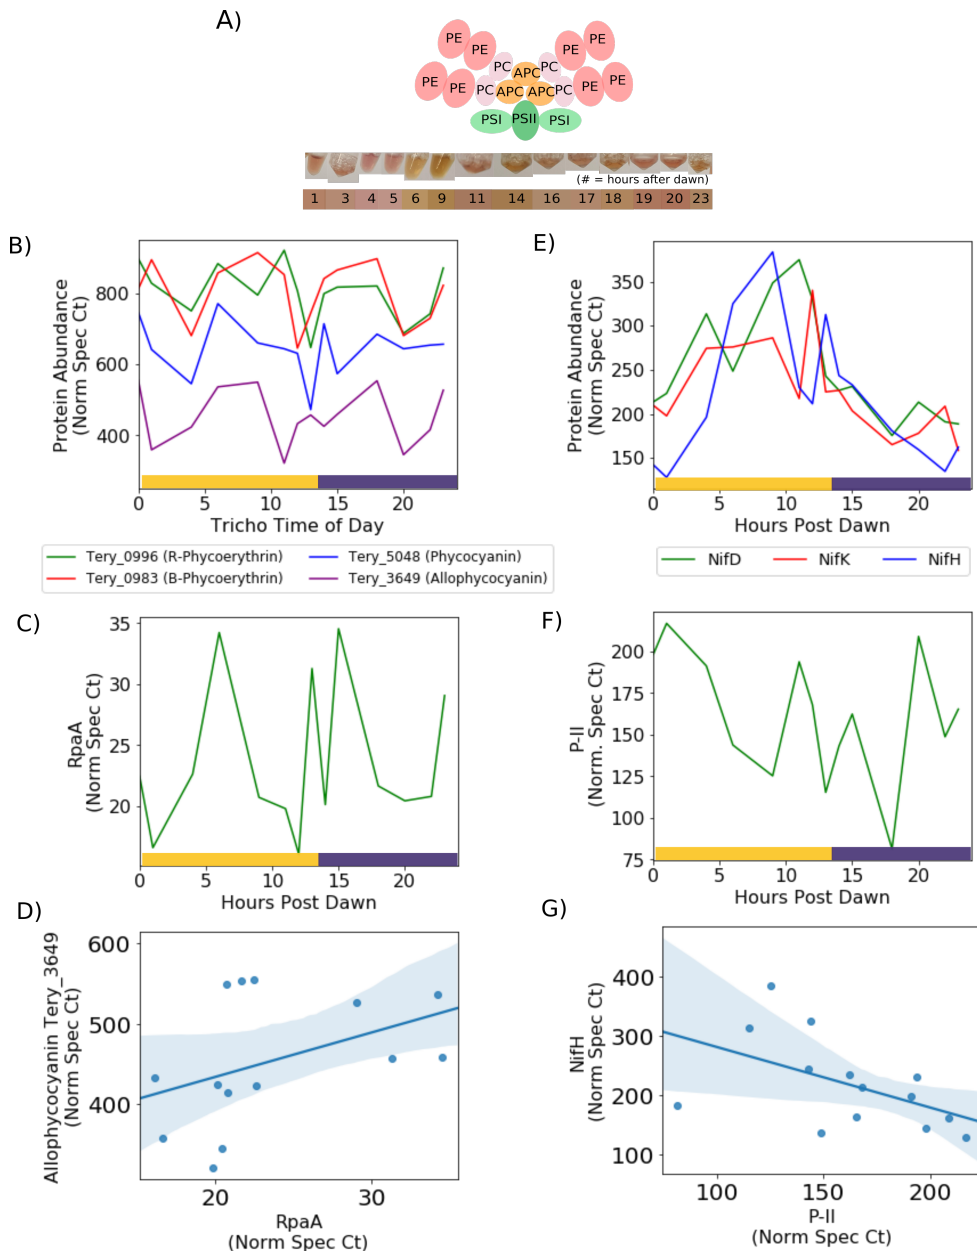 A)
PE PE
PE PE
PC PC
APC
PE PE PC APC APC PC PE PE
PSI PSII PSI
(# = hours after dawn)
1 3 4 5 6 9 11 14 16 17 18 19 20 23
B)
Protein Abundance
(Norm Spec Ct)
800
600
400
0 5 10 15 20
Tricho Time of Day
Tery_0996 (R-Phycoerythrin)
Tery_0983 (B-Phycoerythrin)
Tery_5048 (Phycocyanin)
Tery_3649 (Allophycocyanin)
E)
Protein Abundance
(Norm Spec Ct)
350
300
250
200
150
0 5 10 15 20
Hours Post Dawn
NifD NifK NifH
C)
RpaA
(Norm Spec Ct)
35
30
25
20
0 5 10 15 20
Hours Post Dawn
F)
P-II
(Norm. Spec Ct)
200
175
150
125
100
75
0 5 10 15 20
Hours Post Dawn
D)
Allophycocyanin Tery_3649
(Norm Spec Ct)
600
500
400
20 30
RpaA
(Norm Spec Ct)
G)
NifH
(Norm Spec Ct)
400
300
200
100
100 150 200
P-II
(Norm Spec Ct)